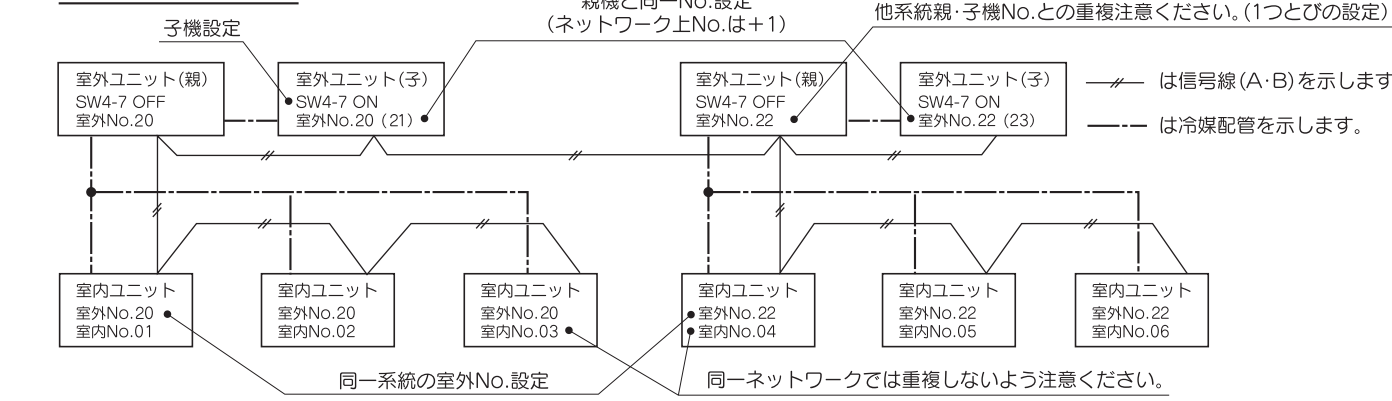 親機と同一No.設定
(ネットワーク上No.は+1)
他系統親・子機No.との重複注意ください。(1つとびの設定)
子機設定
室外ユニット(親)
SW4-7 OFF
室外No.20
室外ユニット(子)
SW4-7 ON
室外No.20 (21)
室外ユニット(親)
SW4-7 OFF
室外No.22
室外ユニット(子)
SW4-7 ON
室外No.22 (23)
は信号線(A・B)を示します
は冷媒配管を示します。
室内ユニット
室外No.20
室内No.01
室内ユニット
室外No.20
室内No.02
室内ユニット
室外No.20
室内No.03
室内ユニット
室外No.22
室内No.04
室内ユニット
室外No.22
室内No.05
室内ユニット
室外No.22
室内No.06
同一系統の室外No.設定
同一ネットワークでは重複しないよう注意ください。